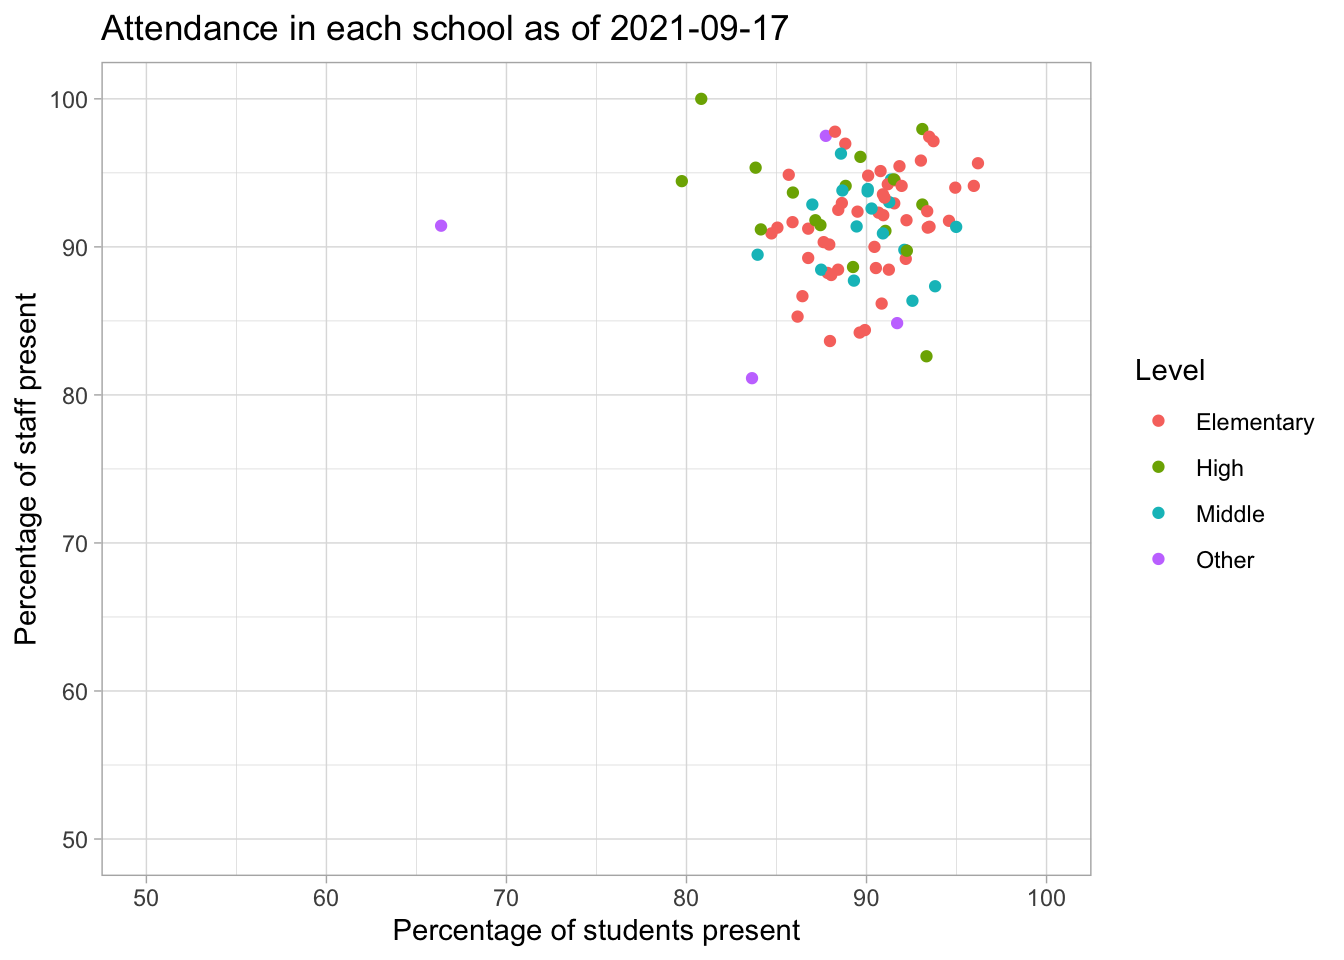 Attendance in each school as of 2021-09-17
100
90
80
70
60
50
Percentage of staff present
50 60 70 80 90 100
Percentage of students present
Level
Elementary
High
Middle
Other